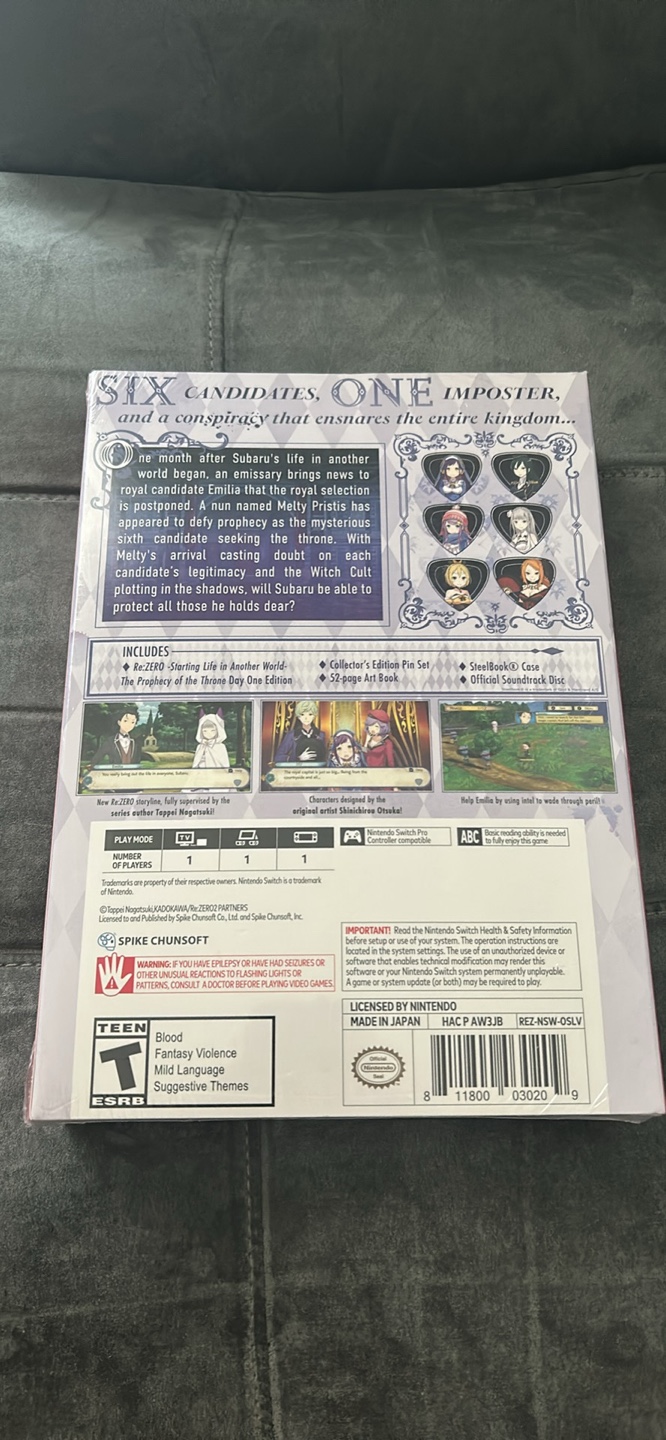 SIX CANDIDATES, ONE IMPOSTER,
and a conspiracy that ensnares the entire kingdom...
One month after Subaru's life in another
world began, an emissary brings news to
royal candidate Emilia that the royal selection
is postponed. A nun named Melty Pristis has
appeared to defy prophecy as the mysterious
sixth candidate seeking the throne. With
Melty's arrival casting doubt on each
candidate's legitimacy and the Witch Cult
plotting in the shadows, will Subaru be able to
protect all those he holds dear?
INCLUDES
◆ Re:ZERO -Starting Life in Another World-
The Prophecy of the Throne Day One Edition
◆ Collector's Edition Pin Set
◆ 52-page Art Book
◆ SteelBook® Case
◆ Official Soundtrack Disc
New Re:ZERO storyline, fully supervised by the
series author Tappei Nagatsuki!
Characters designed by the
original artist Shinichirou Otsuka!
Help Emilia by using intel to wade through peril!
PLAY MODE
TV
NUMBER
OF PLAYERS
1
1
1
Nintendo Switch Pro
Controller compatible
ABC
Basic reading ability is needed
to fully enjoy this game
Trademarks are property of their respective owners. Nintendo Switch is a trademark
of Nintendo.
©Tappei Nagatsuki,KADOKAWA/Re:ZERO2 PARTNERS
Licensed to and Published by Spike Chunsoft Co., Ltd. and Spike Chunsoft, Inc.
SPIKE CHUNSOFT
WARNING: IF YOU HAVE EPILEPSY OR HAVE HAD SEIZURES OR
OTHER UNUSUAL REACTIONS TO FLASHING LIGHTS OR
PATTERNS, CONSULT A DOCTOR BEFORE PLAYING VIDEO GAMES.
IMPORTANT! Read the Nintendo Switch Health & Safety Information
before setup or use of your system. The operation instructions are
located in the system settings. The use of an unauthorized device or
software that enables technical modification may render this
software or your Nintendo Switch system permanently unplayable.
A game or system update (or both) may be required to play.
TEEN
T
ESRB
Blood
Fantasy Violence
Mild Language
Suggestive Themes
LICENSED BY NINTENDO
MADE IN JAPAN HAC P AW3JB REZ-NSW-OSLV
Official
Nintendo
Seal
8 11800 03020 9